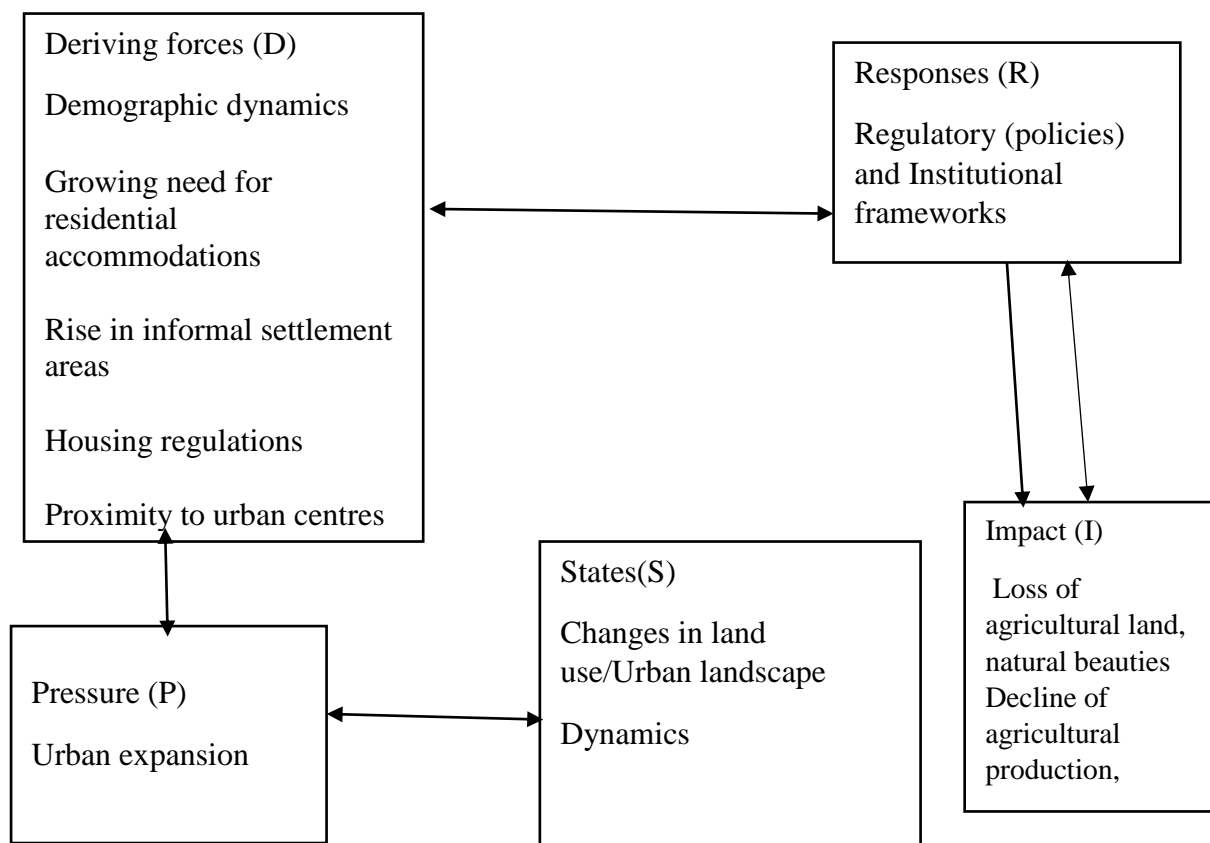 Deriving forces (D)
Demographic dynamics
Growing need for
residential
accommodations
Rise in informal settlement
areas
Housing regulations
Proximity to urban centres
Responses (R)
Regulatory (policies)
and Institutional
frameworks
Pressure (P)
Urban expansion
States(S)
Changes in land
use/Urban landscape
Dynamics
Impact (I)
Loss of
agricultural land,
natural beauties
Decline of
agricultural
production,